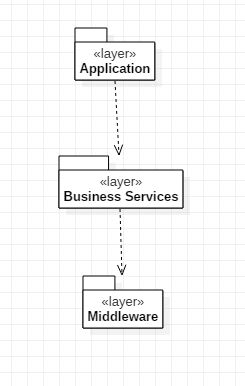 «layer»
Application
«layer»
Business Services
«layer»
Middleware